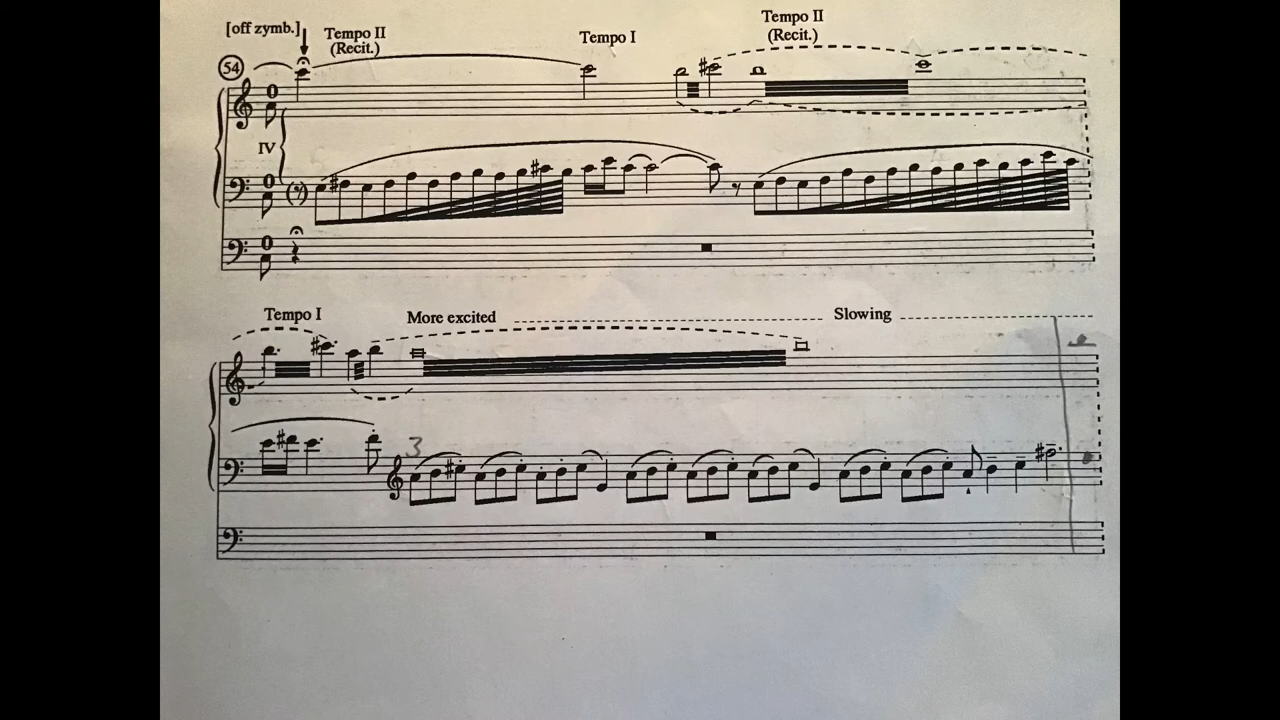 [off zymb.]
Tempo II
(Recit.)
Tempo I
Tempo II
(Recit.)
54
IV
Tempo I
More excited
Slowing
3